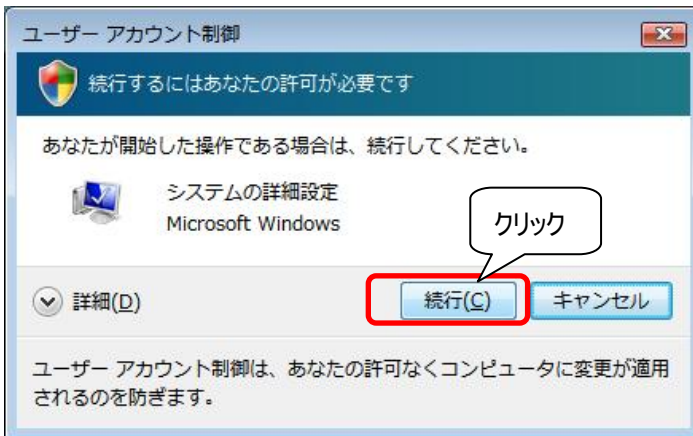 ユーザー アカウント制御
続行するにはあなたの許可が必要です
あなたが開始した操作である場合は、続行してください。
システムの詳細設定
Microsoft Windows
クリック
詳細(D)
続行(C)
キャンセル
ユーザー アカウント制御は、あなたの許可なくコンピュータに変更が適用
されるのを防ぎます。